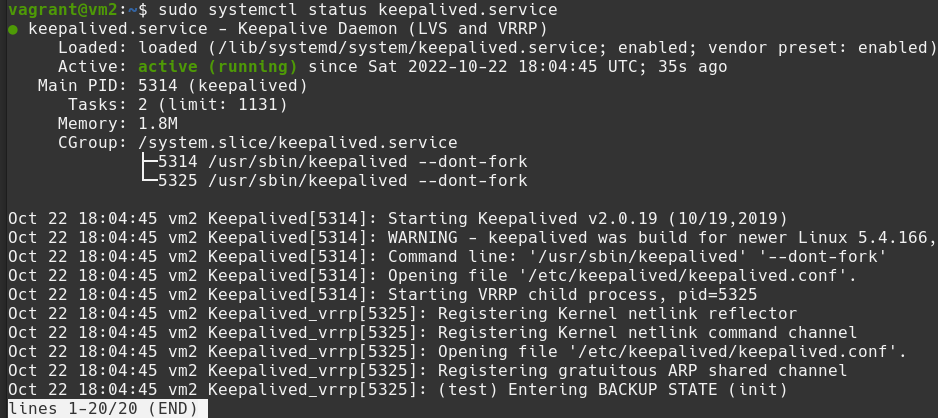 vagrant@vm2:~$ sudo systemctl status keepalived.service
● keepalived.service - Keepalive Daemon (LVS and VRRP)
     Loaded: loaded (/lib/systemd/system/keepalived.service; enabled; vendor preset: enabled)
     Active: active (running) since Sat 2022-10-22 18:04:45 UTC; 35s ago
   Main PID: 5314 (keepalived)
      Tasks: 2 (limit: 1131)
     Memory: 1.8M
     CGroup: /system.slice/keepalived.service
             ├─5314 /usr/sbin/keepalived --dont-fork
             └─5325 /usr/sbin/keepalived --dont-fork

Oct 22 18:04:45 vm2 Keepalived[5314]: Starting Keepalived v2.0.19 (10/19,2019)
Oct 22 18:04:45 vm2 Keepalived[5314]: WARNING - keepalived was build for newer Linux 5.4.166,
Oct 22 18:04:45 vm2 Keepalived[5314]: Command line: '/usr/sbin/keepalived' '--dont-fork'
Oct 22 18:04:45 vm2 Keepalived[5314]: Opening file '/etc/keepalived/keepalived.conf'.
Oct 22 18:04:45 vm2 Keepalived[5314]: Starting VRRP child process, pid=5325
Oct 22 18:04:45 vm2 Keepalived_vrrp[5325]: Registering Kernel netlink reflector
Oct 22 18:04:45 vm2 Keepalived_vrrp[5325]: Registering Kernel netlink command channel
Oct 22 18:04:45 vm2 Keepalived_vrrp[5325]: Opening file '/etc/keepalived/keepalived.conf'.
Oct 22 18:04:45 vm2 Keepalived_vrrp[5325]: Registering gratuitous ARP shared channel
Oct 22 18:04:45 vm2 Keepalived_vrrp[5325]: (test) Entering BACKUP STATE (init)
lines 1-20/20 (END)